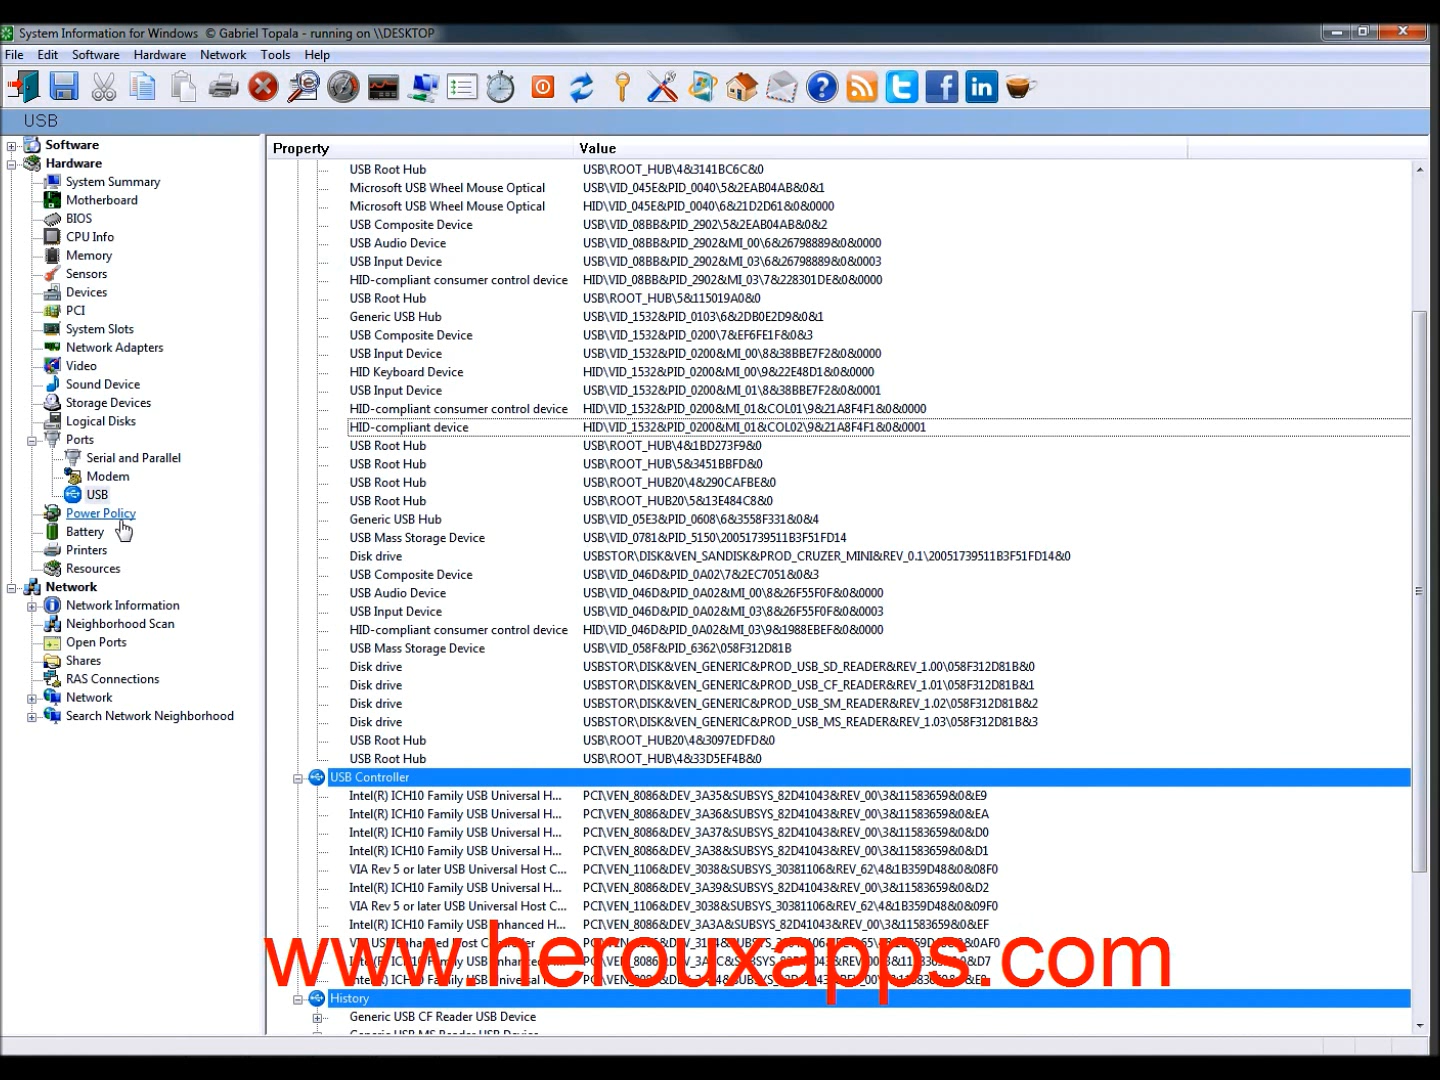 System Information for Windows © Gabriel Topala - running on \\DESKTOP
File Edit Software Hardware Network Tools Help
USB
Software
Hardware
System Summary
Motherboard
BIOS
CPU Info
Memory
Sensors
Devices
PCI
System Slots
Network Adapters
Video
Sound Device
Storage Devices
Logical Disks
Ports
Serial and Parallel
Modem
USB
Power Policy
Battery
Printers
Resources
Network
Network Information
Neighborhood Scan
Open Ports
Shares
RAS Connections
Network
Search Network Neighborhood
Property Value
USB Root Hub USB\ROOT_HUB\4&3141BC6C&0
Microsoft USB Wheel Mouse Optical USB\VID_045E&PID_0040\5&2EAB04AB&0&1
Microsoft USB Wheel Mouse Optical HID\VID_045E&PID_0040\6&21D2D61&0&0000
USB Composite Device USB\VID_08BB&PID_2902\5&2EAB04AB&0&2
USB Audio Device USB\VID_08BB&PID_2902&MI_00\6&26798889&0&0000
USB Input Device USB\VID_08BB&PID_2902&MI_03\6&26798889&0&0003
HID-compliant consumer control device HID\VID_08BB&PID_2902&MI_03\7&228301DE&0&0000
USB Root Hub USB\ROOT_HUB\5&115019A0&0
Generic USB Hub USB\VID_1532&PID_0103\6&2DB0E2D9&0&1
USB Composite Device USB\VID_1532&PID_0200\7&EF6FE1F&0&3
USB Input Device USB\VID_1532&PID_0200&MI_00\8&38BBE7F2&0&0000
HID Keyboard Device HID\VID_1532&PID_0200&MI_00\9&22E48D1&0&0000
USB Input Device USB\VID_1532&PID_0200&MI_01\8&38BBE7F2&0&0001
HID-compliant consumer control device HID\VID_1532&PID_0200&MI_01&COL01\9&21A8F4F1&0&0000
HID-compliant device HID\VID_1532&PID_0200&MI_01&COL02\9&21A8F4F1&0&0001
USB Root Hub USB\ROOT_HUB\4&1BD273F9&0
USB Root Hub USB\ROOT_HUB\5&3451BBFD&0
USB Root Hub USB\ROOT_HUB20\4&290CAFBE&0
USB Root Hub USB\ROOT_HUB20\5&13E484C8&0
Generic USB Hub USB\VID_05E3&PID_0608\6&3558F331&0&4
USB Mass Storage Device USB\VID_0781&PID_5150\20051739511B3F51FD14
Disk drive USBSTOR\DISK&VEN_SANDISK&PROD_CRUZER_MINI&REV_0.1\20051739511B3F51FD14&0
USB Composite Device USB\VID_046D&PID_0A02\7&2EC7051&0&3
USB Audio Device USB\VID_046D&PID_0A02&MI_00\8&26F55F0F&0&0000
USB Input Device USB\VID_046D&PID_0A02&MI_03\8&26F55F0F&0&0003
HID-compliant consumer control device HID\VID_046D&PID_0A02&MI_03\9&1988EBEF&0&0000
USB Mass Storage Device USB\VID_058F&PID_6362\058F312D81B
Disk drive USBSTOR\DISK&VEN_GENERIC&PROD_USB_SD_READER&REV_1.00\058F312D81B&0
Disk drive USBSTOR\DISK&VEN_GENERIC&PROD_USB_CF_READER&REV_1.01\058F312D81B&1
Disk drive USBSTOR\DISK&VEN_GENERIC&PROD_USB_SM_READER&REV_1.02\058F312D81B&2
Disk drive USBSTOR\DISK&VEN_GENERIC&PROD_USB_MS_READER&REV_1.03\058F312D81B&3
USB Root Hub USB\ROOT_HUB20\4&3097EDFD&0
USB Root Hub USB\ROOT_HUB\4&33D5EF4B&0
USB Controller
Intel(R) ICH10 Family USB Universal H... PCI\VEN_8086&DEV_3A35&SUBSYS_82D41043&REV_00\3&11583659&0&E9
Intel(R) ICH10 Family USB Universal H... PCI\VEN_8086&DEV_3A36&SUBSYS_82D41043&REV_00\3&11583659&0&EA
Intel(R) ICH10 Family USB Universal H... PCI\VEN_8086&DEV_3A37&SUBSYS_82D41043&REV_00\3&11583659&0&D0
Intel(R) ICH10 Family USB Universal H... PCI\VEN_8086&DEV_3A38&SUBSYS_82D41043&REV_00\3&11583659&0&D1
VIA Rev 5 or later USB Universal Host C... PCI\VEN_1106&DEV_3038&SUBSYS_30381106&REV_62\4&1B359D48&0&08F0
Intel(R) ICH10 Family USB Universal H... PCI\VEN_8086&DEV_3A39&SUBSYS_82D41043&REV_00\3&11583659&0&D2
VIA Rev 5 or later USB Universal Host C... PCI\VEN_1106&DEV_3038&SUBSYS_30381106&REV_62\4&1B359D48&0&09F0
Intel(R) ICH10 Family USB Enhanced H... PCI\VEN_8086&DEV_3A3A&SUBSYS_82D41043&REV_00\3&11583659&0&EF
www.herouxapps.com
History
Generic USB CF Reader USB Device
Generic USB MS Reader USB Device